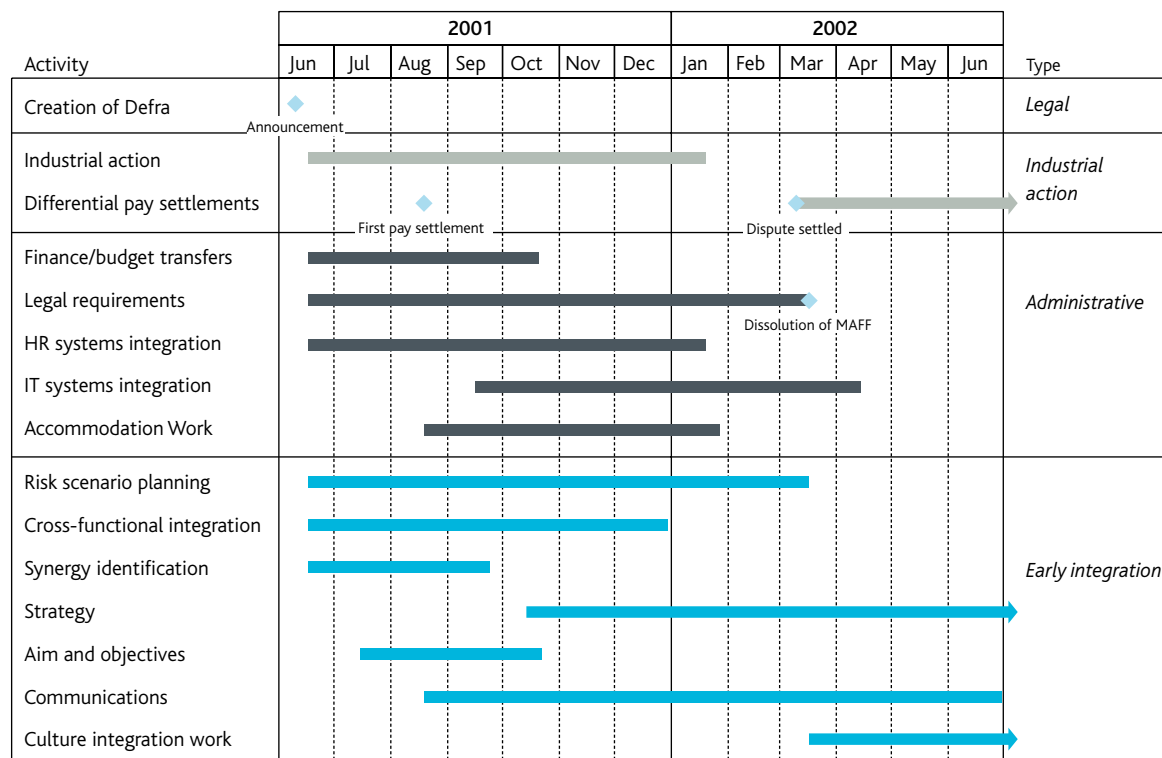 2001 2002
Activity Jun Jul Aug Sep Oct Nov Dec Jan Feb Mar Apr May Jun Type
Creation of Defra Legal
Announcement
Industrial action Industrial
action
Differential pay settlements
First pay settlement Dispute settled
Finance/budget transfers
Legal requirements Administrative
Dissolution of MAFF
HR systems integration
IT systems integration
Accommodation Work
Risk scenario planning
Cross-functional integration
Synergy identification Early integration
Strategy
Aim and objectives
Communications
Culture integration work